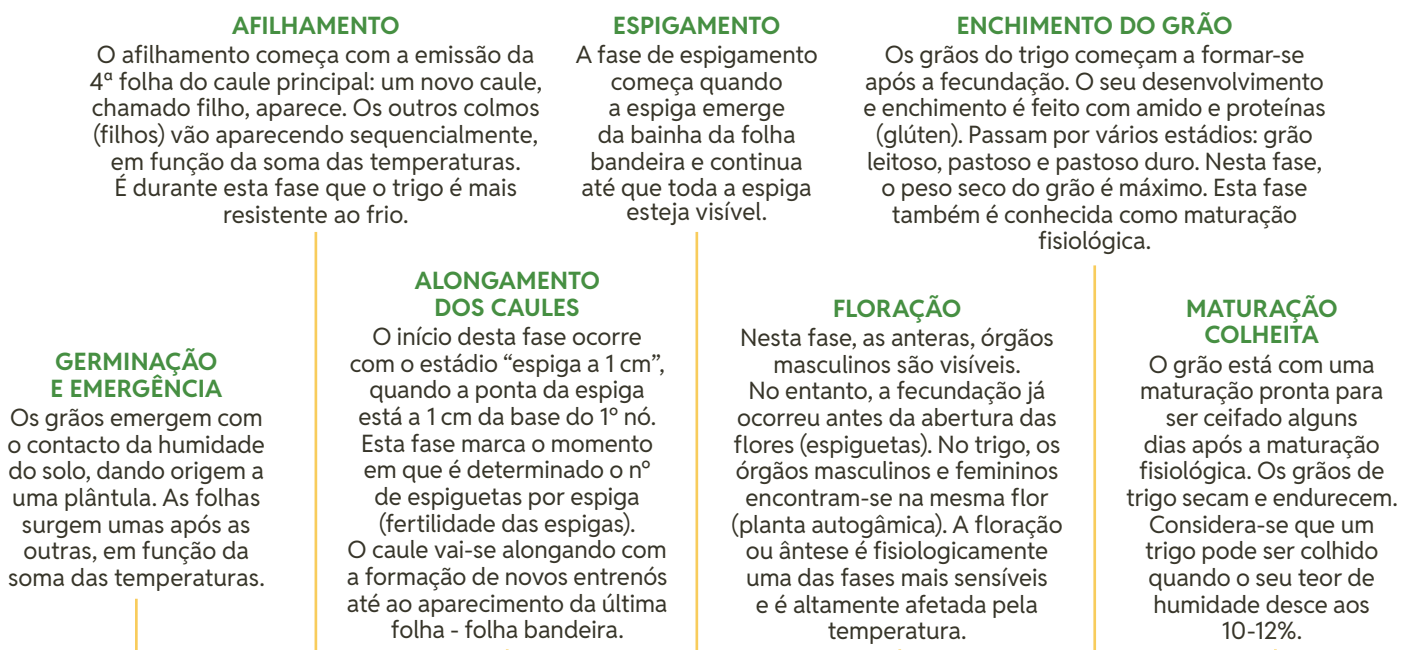 AFILHAMENTO
O afilhamento começa com a emissão da
4ª folha do caule principal: um novo caule,
chamado filho, aparece. Os outros colmos
(filhos) vão aparecendo sequencialmente,
em função da soma das temperaturas.
É durante esta fase que o trigo é mais
resistente ao frio.
ESPIGAMENTO
A fase de espigamento
começa quando
a espiga emerge
da bainha da folha
bandeira e continua
até que toda a espiga
esteja visível.
ENCHIMENTO DO GRÃO
Os grãos do trigo começam a formar-se
após a fecundação. O seu desenvolvimento
e enchimento é feito com amido e proteínas
(glúten). Passam por vários estádios: grão
leitoso, pastoso e pastoso duro. Nesta fase,
o peso seco do grão é máximo. Esta fase
também é conhecida como maturação
fisiológica.
GERMINAÇÃO
E EMERGÊNCIA
Os grãos emergem com
o contacto da humidade
do solo, dando origem a
uma plântula. As folhas
surgem umas após as
outras, em função da
soma das temperaturas.
ALONGAMENTO
DOS CAULES
O início desta fase ocorre
com o estádio “espiga a 1 cm”,
quando a ponta da espiga
está a 1 cm da base do 1º nó.
Esta fase marca o momento
em que é determinado o nº
de espiguetas por espiga
(fertilidade das espigas).
O caule vai-se alongando com
a formação de novos entrenós
até ao aparecimento da última
folha - folha bandeira.
FLORAÇÃO
Nesta fase, as anteras, órgãos
masculinos são visíveis.
No entanto, a fecundação já
ocorreu antes da abertura das
flores (espiguetas). No trigo, os
órgãos masculinos e femininos
encontram-se na mesma flor
(planta autogâmica). A floração
ou ântese é fisiologicamente
uma das fases mais sensíveis
e é altamente afetada pela
temperatura.
MATURAÇÃO
COLHEITA
O grão está com uma
maturação pronta para
ser ceifado alguns
dias após a maturação
fisiológica. Os grãos de
trigo secam e endurecem.
Considera-se que um
trigo pode ser colhido
quando o seu teor de
humidade desce aos
10-12%.